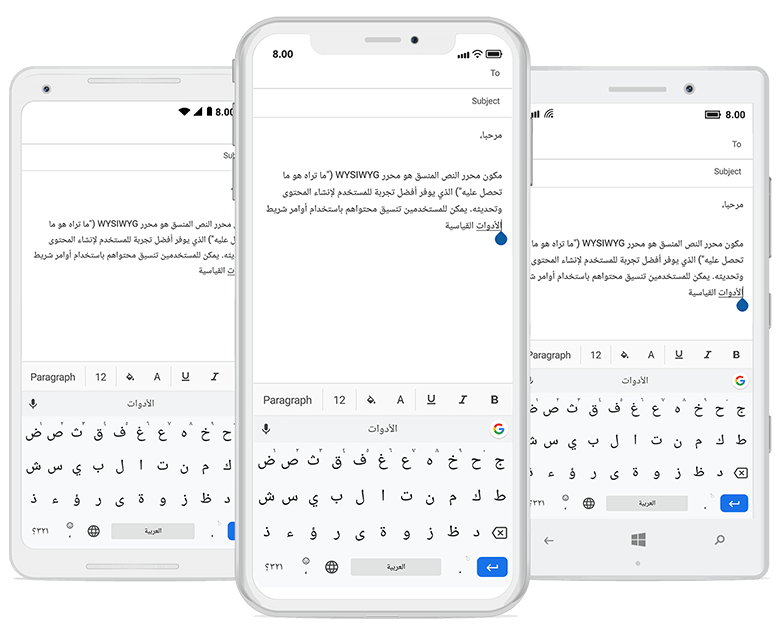 8.00
مكون محرر النص المنسق هو محرر WYSIWYG ("ما تراه هو ما
عليه") الذي يوفر أفضل تجربة للمستخدم لإنشاء المحتوى
يمكن للمستخدمين تنسيق محتواهم باستخدام أوامر شريط
القياسية
Paragraph 12 A U I
الأدوات
ح خ ه ع غ ف ق ث ص ض
ك م ن ت ا ل ب ي س ش
د ظ ز و ة ى ر ؤ ء ذ
٣٢١؟ العربية .
8.00
To
Subject
مرحبا،
مكون محرر النص المنسق هو محرر WYSIWYG ("ما تراه هو ما
تحصل عليه") الذي يوفر أفضل تجربة للمستخدم لإنشاء المحتوى
وتحديثه. يمكن للمستخدمين تنسيق محتواهم باستخدام أوامر شريط
الأدوات القياسية
Paragraph 12 A U I B
الأدوات G
ج ح خ ه ع غ ف ق ث ص ض
ط ك م ن ت ا ل ب ي س ش
د ظ ز و ة ى ر ؤ ء ذ
٣٢١؟ العربية .
8.00
To
Subject
مرحبا،
مكون محرر النص المنسق هو محرر WYSIWYG ("ما تراه هو ما
تحصل عليه") الذي يوفر أفضل تجربة للمستخدم لإنشاء المحتوى
وتحديثه. يمكن للمستخدمين تنسيق محتواهم باستخدام أوامر
الأدوات القياسية
Paragraph 12 A U I B
الأدوات G
ج ح خ ه ع غ ف ق ث ص
ط ك م ن ت ا ل ب ي س
د ظ ز و ة ى ر ؤ ء
٣٢١ العربية .